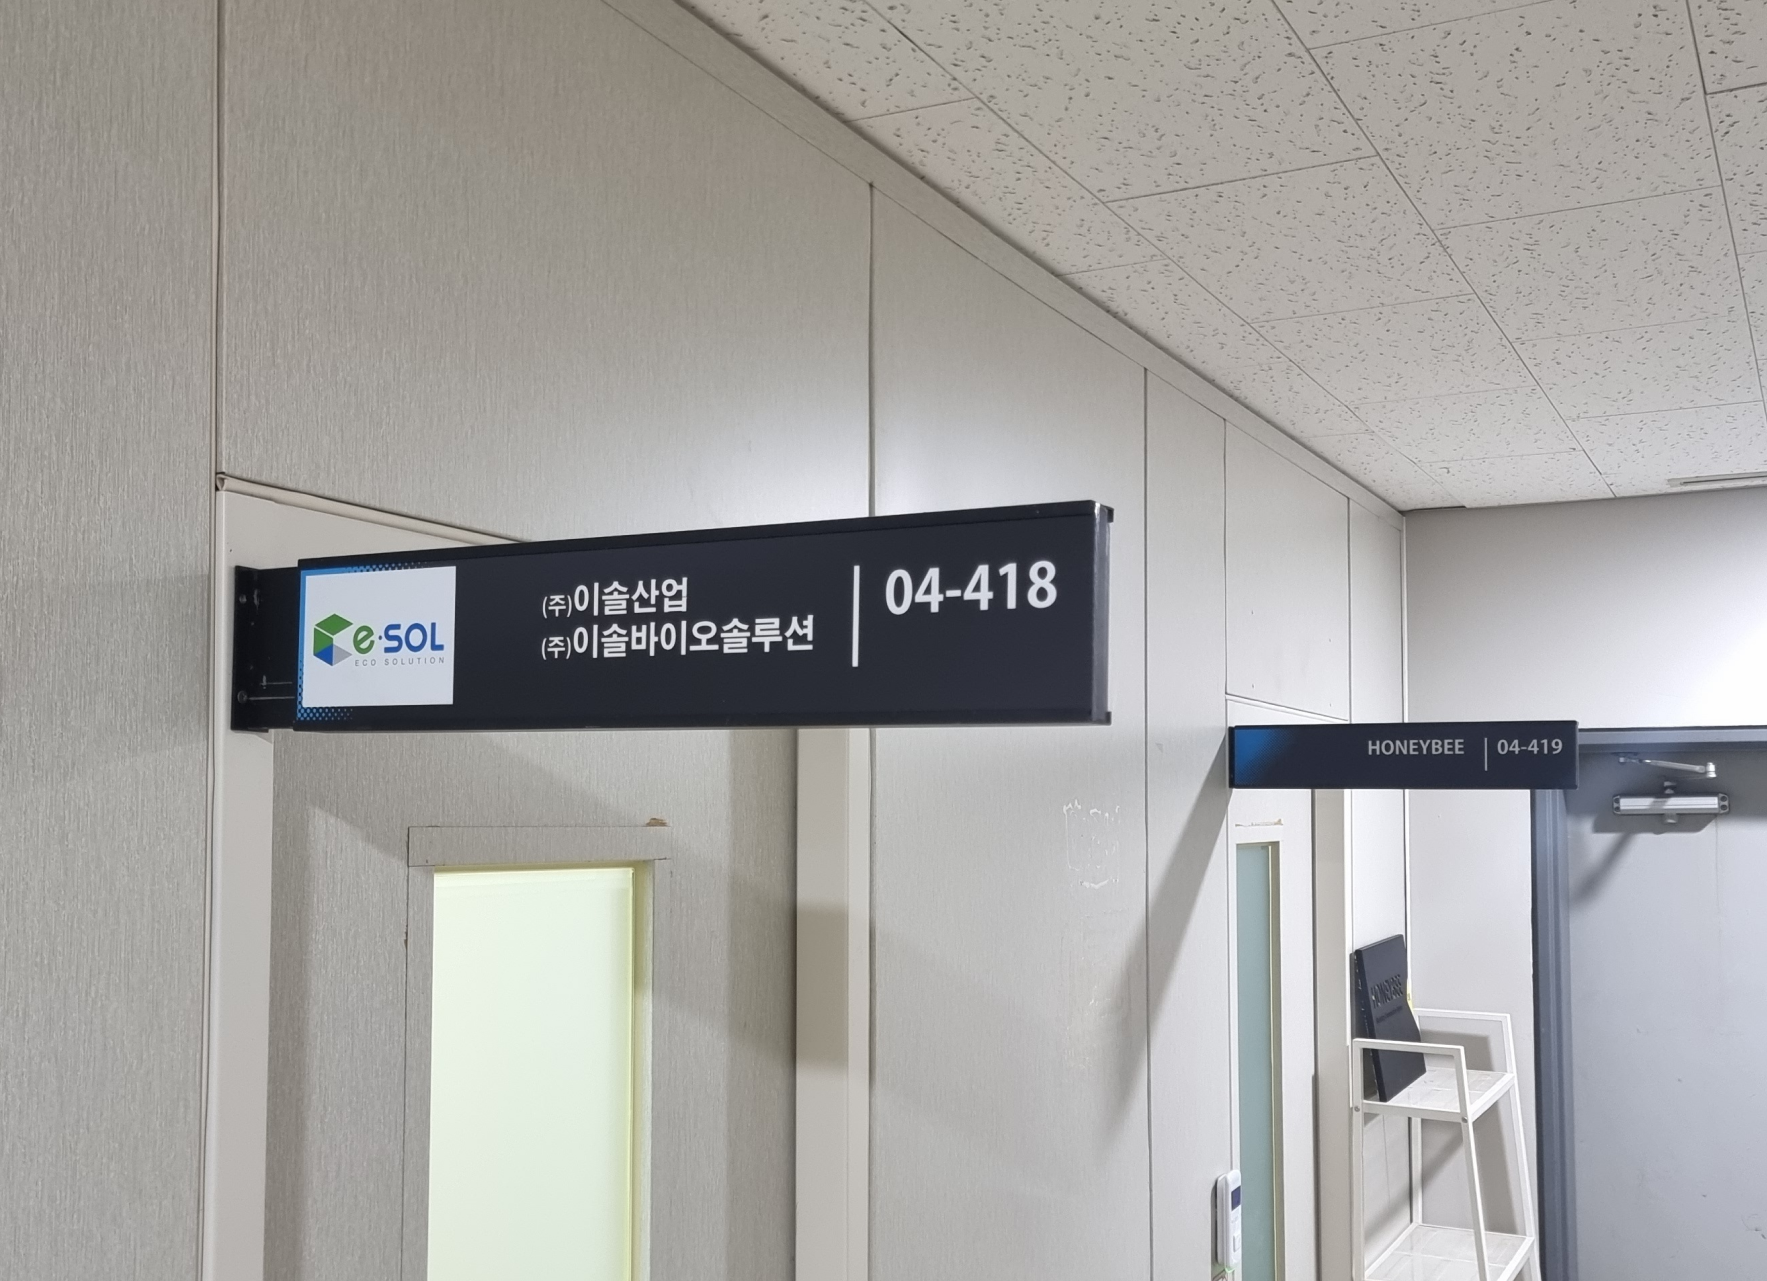 e·SOL
ECO SOLUTION
(주)이솔산업
(주)이솔바이오솔루션
04-418
HONEYBEE
04-419
HONEYBEE